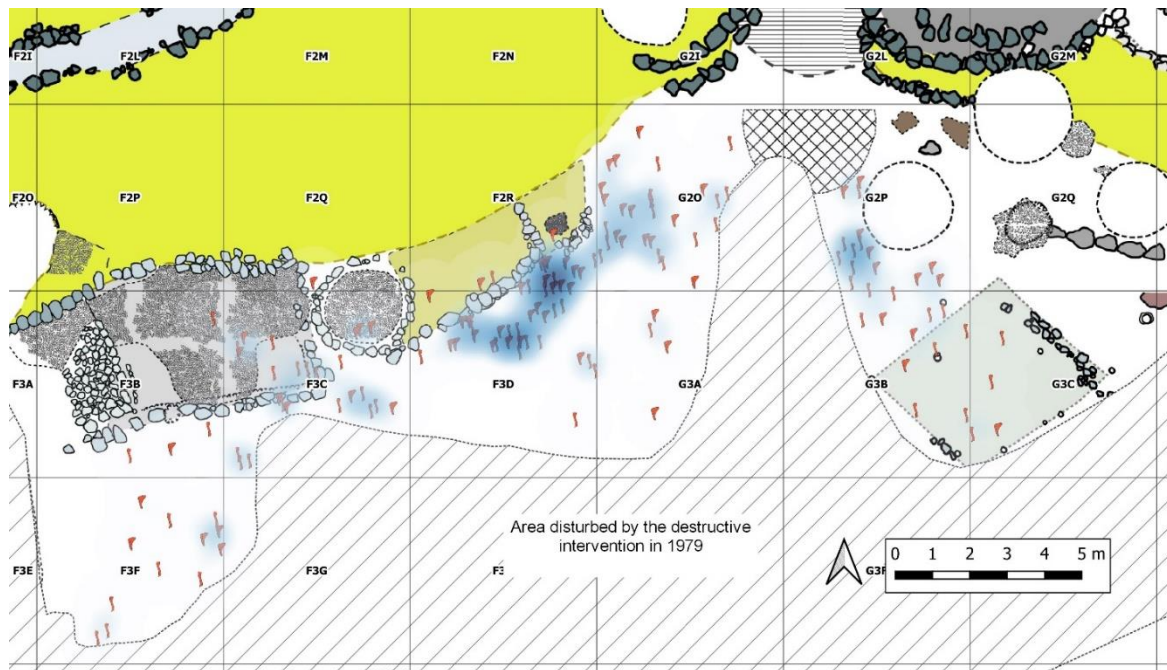 F2I F2L F2M F2N G2I G2L G2M
F2O F2P F2Q F2R G2O G2P G2Q
F3A F3B F3C F3D G3A G3B G3C
Area disturbed by the destructive
intervention in 1979
0 1 2 3 4 5 m
F3E F3F F3G